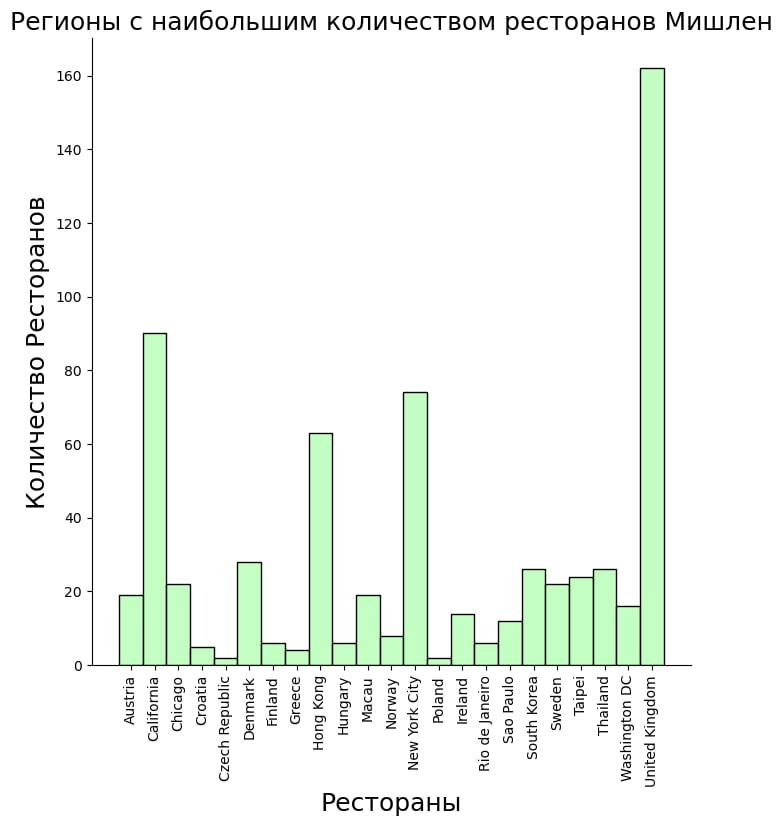 Регионы с наибольшим количеством ресторанов Мишлен
Количество Ресторанов
160
140
120
100
80
60
40
20
0
Austria
California
Chicago
Croatia
Czech Republic
Denmark
Finland
Greece
Hong Kong
Hungary
Macau
Norway
New York City
Poland
Ireland
Rio de Janeiro
Sao Paulo
South Korea
Sweden
Taipei
Thailand
Washington DC
United Kingdom
Рестораны